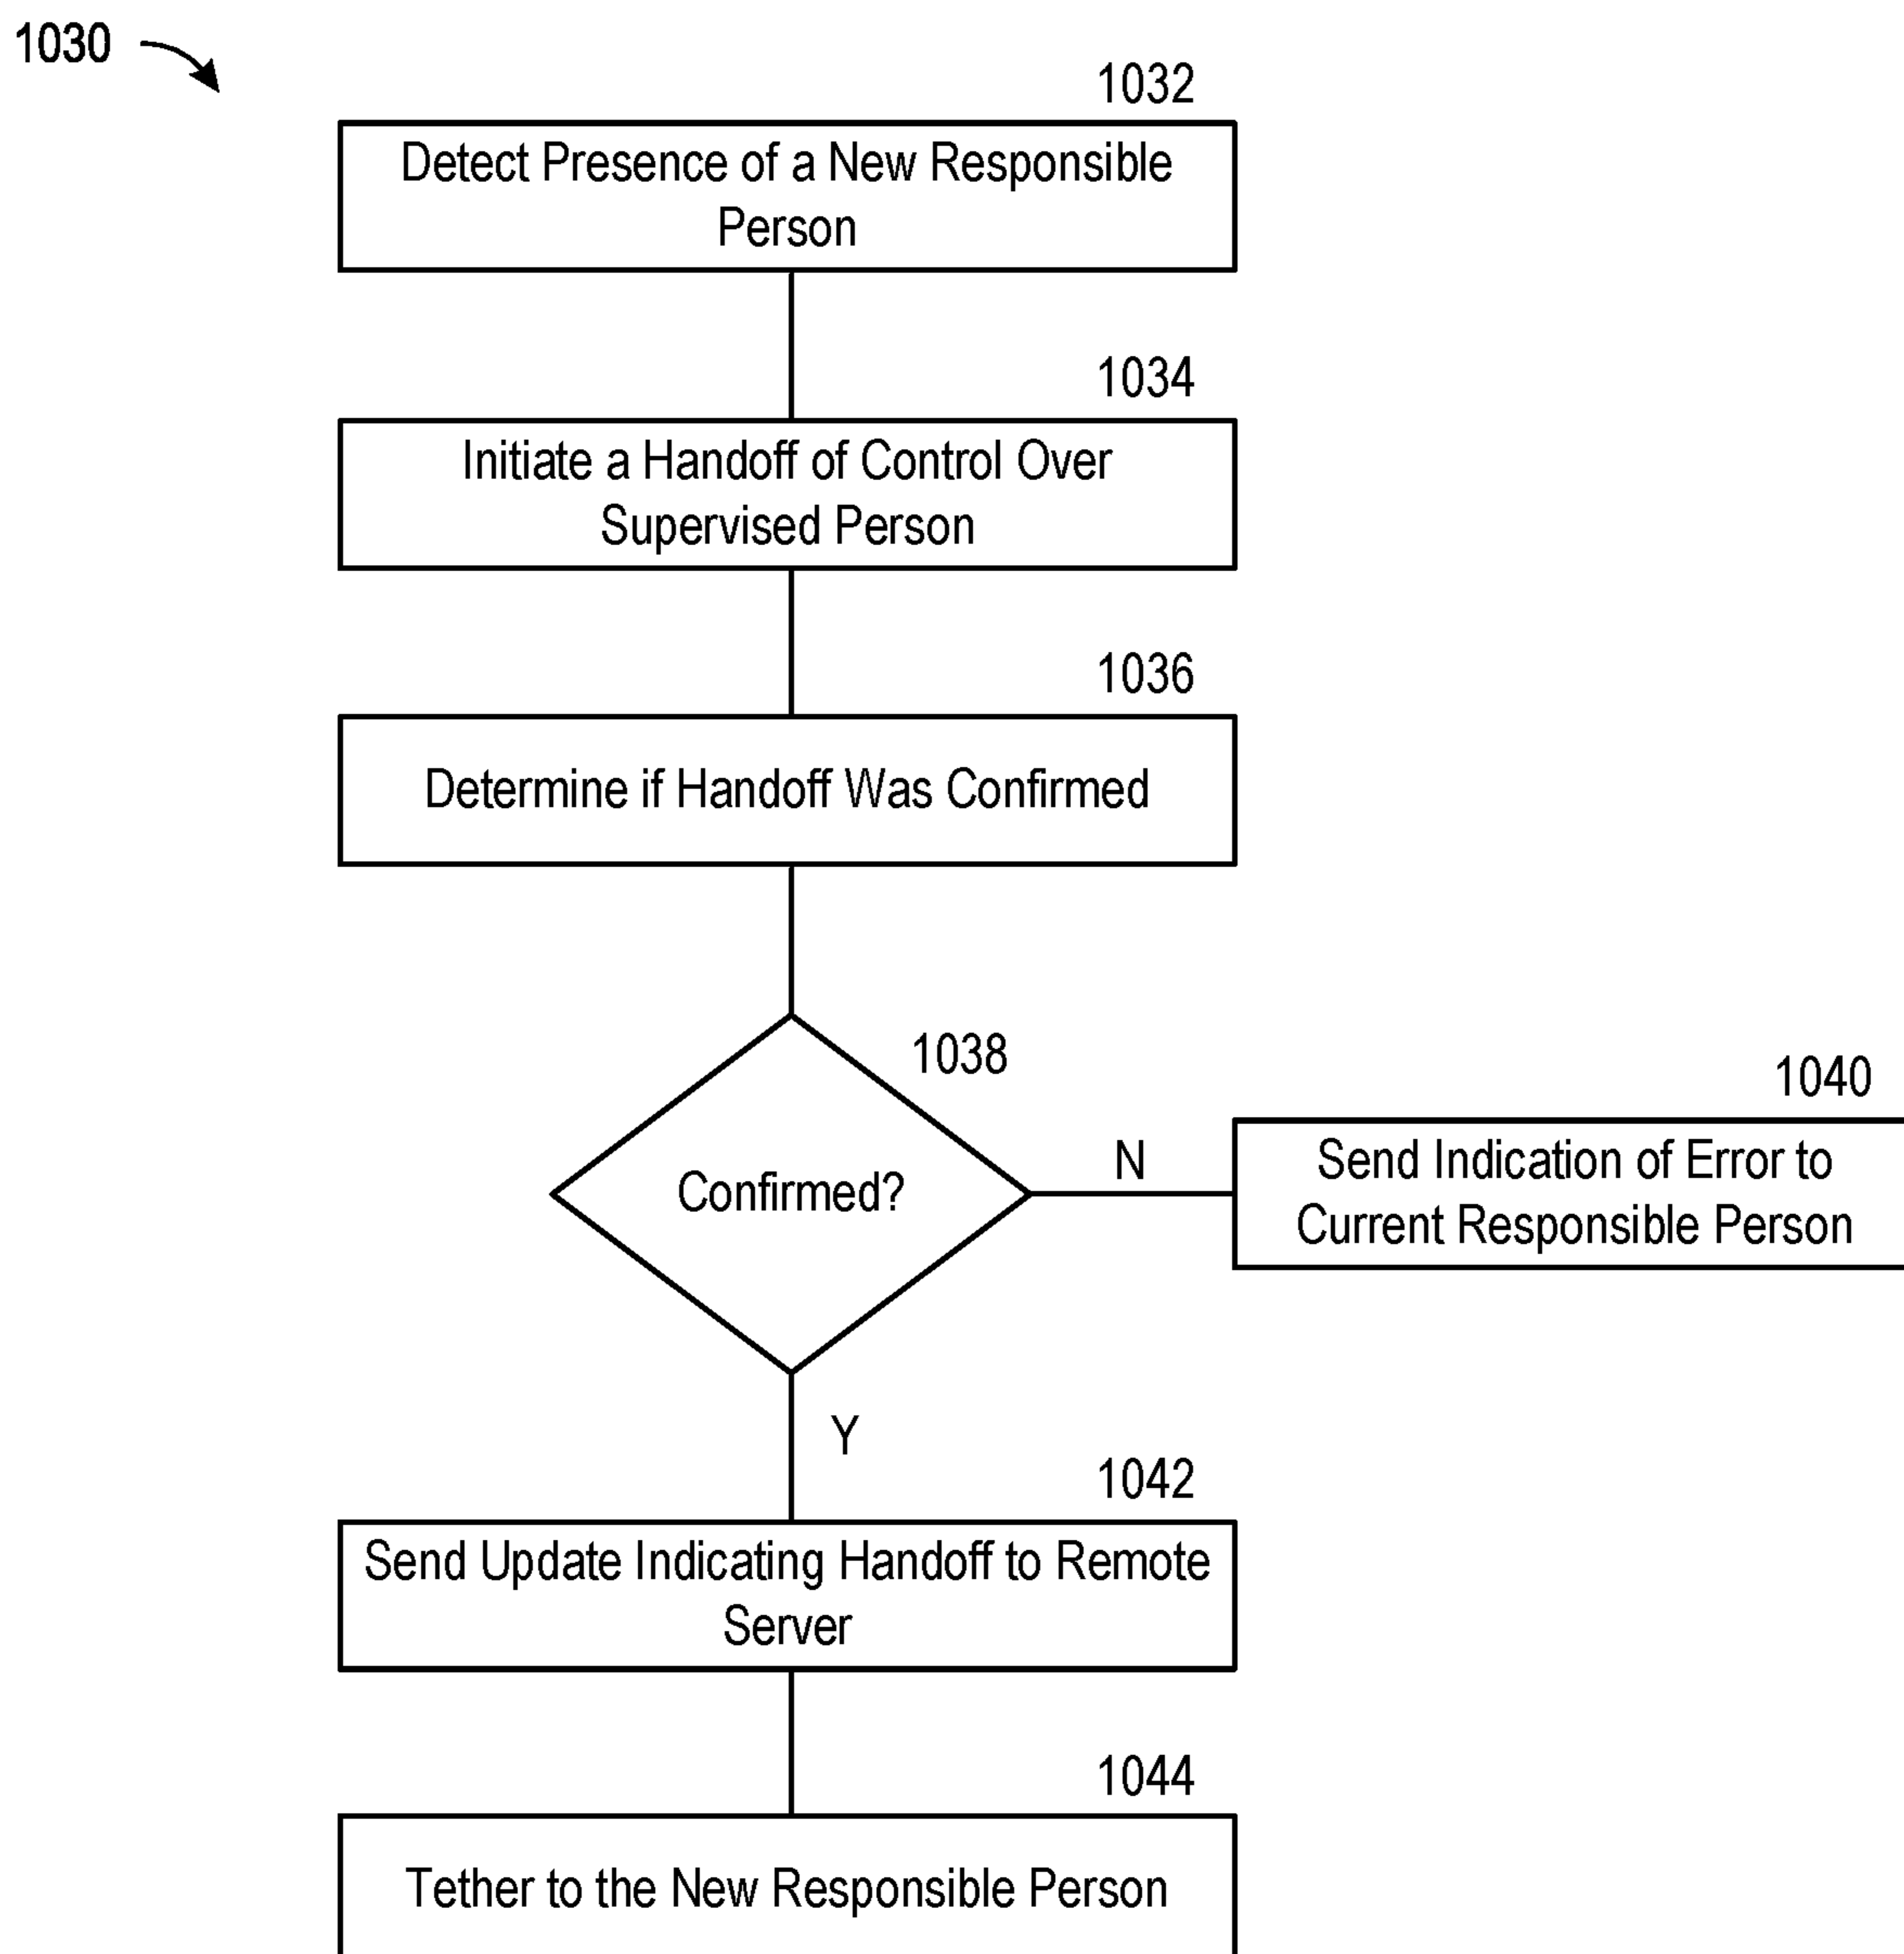 1030
1032
Detect Presence of a New Responsible
Person
1034
Initiate a Handoff of Control Over
Supervised Person
1036
Determine if Handoff Was Confirmed
1038
Confirmed?
N
1040
Send Indication of Error to
Current Responsible Person
Y
1042
Send Update Indicating Handoff to Remote
Server
1044
Tether to the New Responsible Person